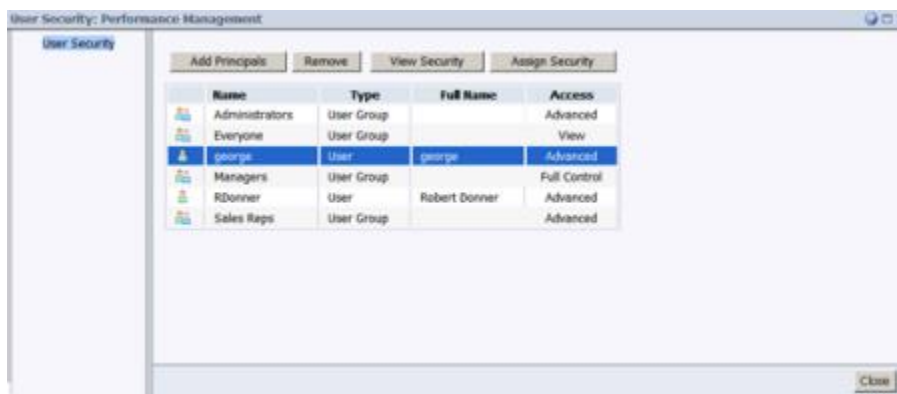 User Security: Performance Management
User Security
Add Principals Remove View Security Assign Security
Name Type Full Name Access
Administrators User Group Advanced
Everyone User Group View
george User george Advanced
Managers User Group Full Control
RDonner User Robert Donner Advanced
Sales Reps User Group Advanced
Close